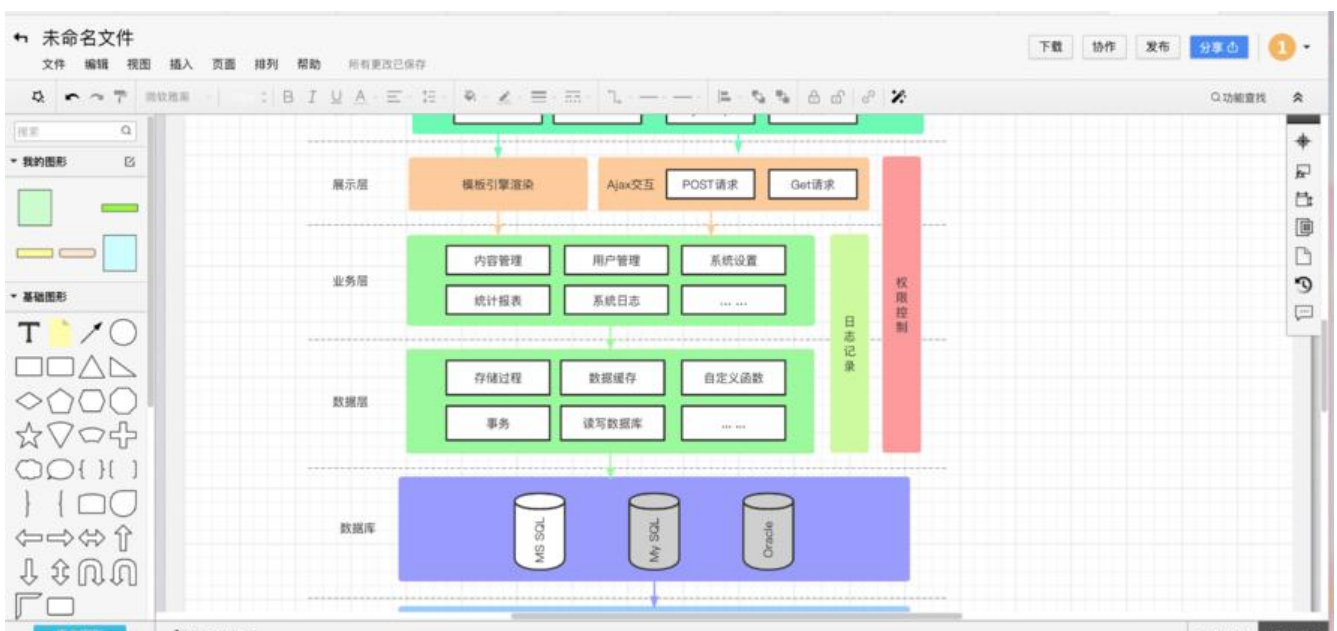 未命名文件
下载 协作 发布 分享 1
文件 编辑 视图 插入 页面 排列 帮助 所有更改已保存
微软雅黑 B I U A 功能查找
搜索
我的图形
基础图形
T
展示层 模板引擎渲染 Ajax交互 POST请求 Get请求
业务层 内容管理 用户管理 系统设置
统计报表 系统日志 ... ...
权限控制
日志记录
数据层 存储过程 数据缓存 自定义函数
事务 读写数据库 ... ...
数据库 MS SQL My SQL Oracle